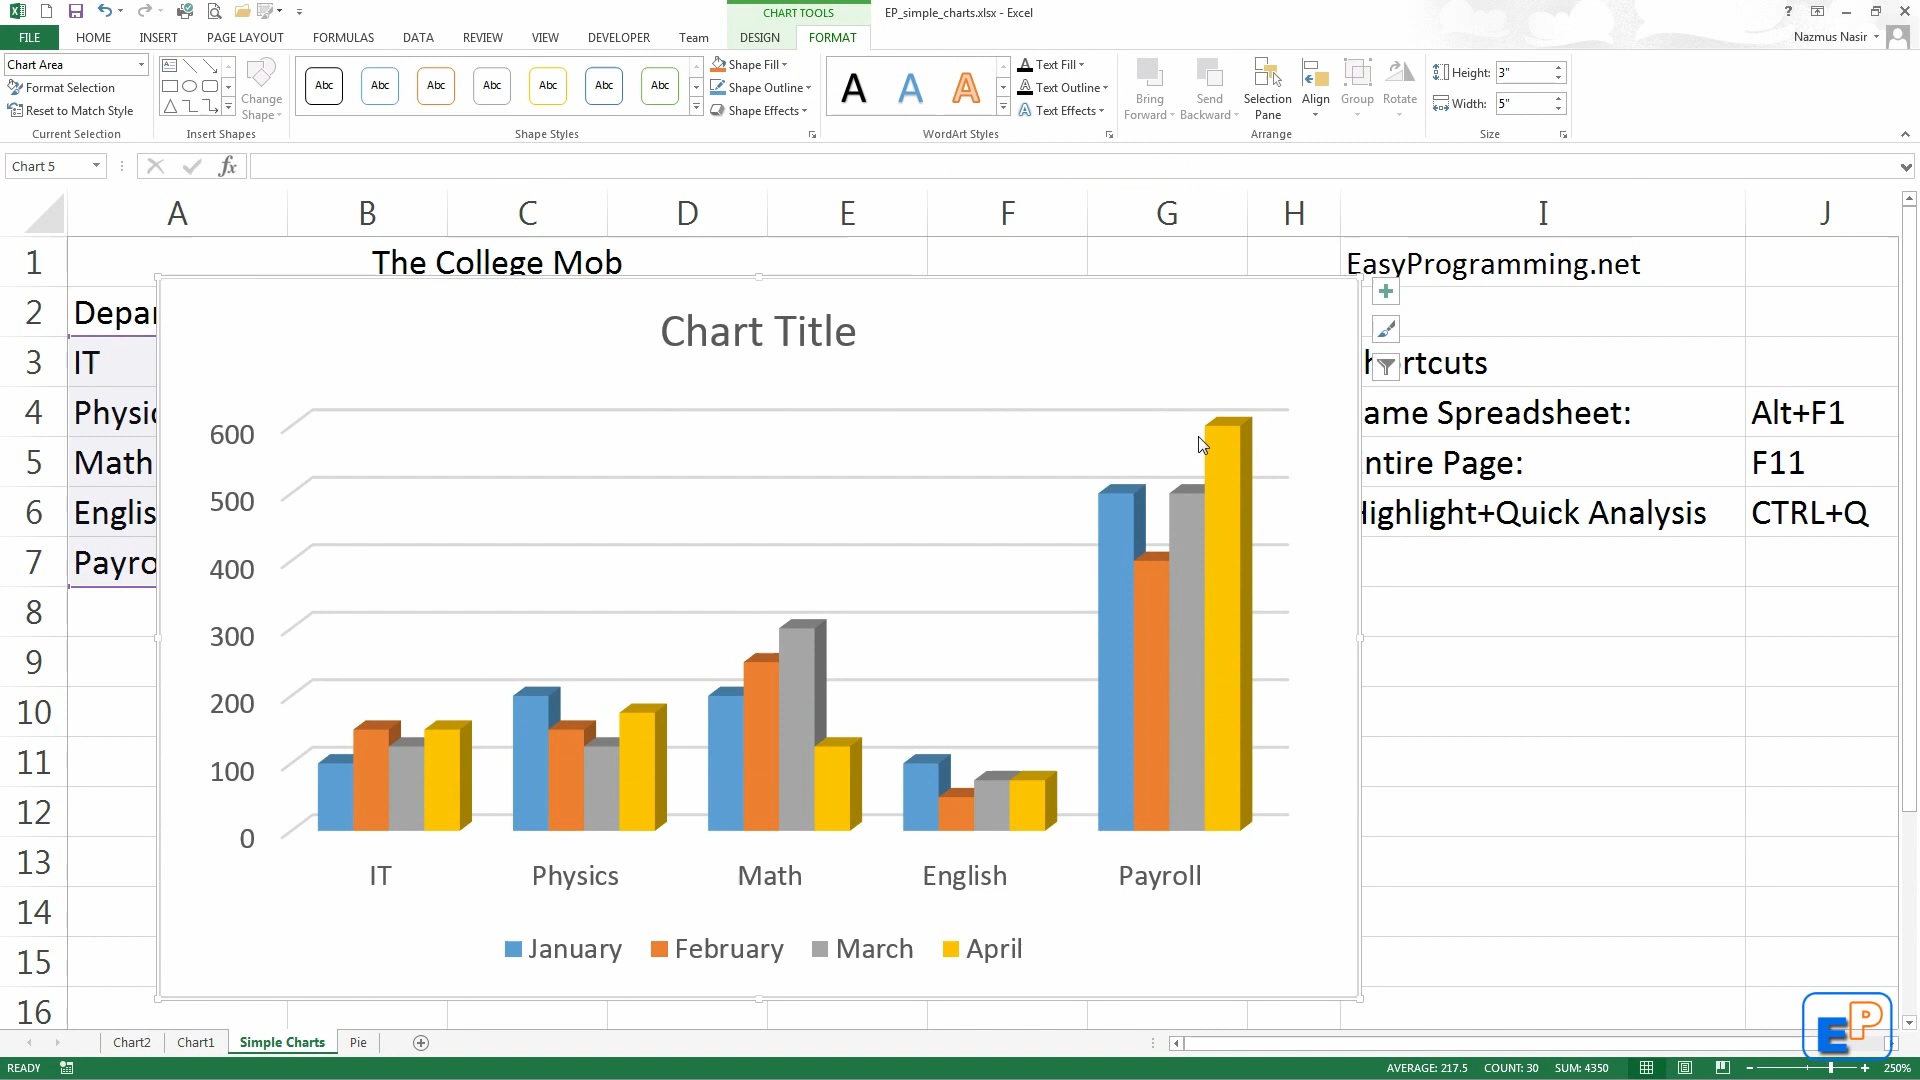 CHART TOOLS
EP_simple_charts.xlsx - Excel
FILE HOME INSERT PAGE LAYOUT FORMULAS DATA REVIEW VIEW DEVELOPER Team DESIGN FORMAT
Nazmus Nasir
Chart Area
Format Selection
Reset to Match Style
Current Selection
Change Shape
Insert Shapes
Abc Abc Abc Abc Abc Abc Abc
Shape Fill
Shape Outline
Shape Effects
Shape Styles
A A A
Text Fill
Text Outline
Text Effects
WordArt Styles
Bring Forward
Send Backward
Selection Pane
Align
Group
Rotate
Arrange
Height: 3"
Width: 5"
Size
Chart 5
fx
A B C D E F G H I J
1 The College Mob EasyProgramming.net
2 Depar
3 IT rtcuts
4 Physic ame Spreadsheet: Alt+F1
5 Math ntire Page: F11
6 Englis Highlight+Quick Analysis CTRL+Q
7 Payro
8
9
10
11
12
13
14
15
16
Chart Title
600
500
400
300
200
100
0
IT Physics Math English Payroll
January February March April
Chart2 Chart1 Simple Charts Pie
EP
READY
AVERAGE: 217.5 COUNT: 30 SUM: 4350
250%